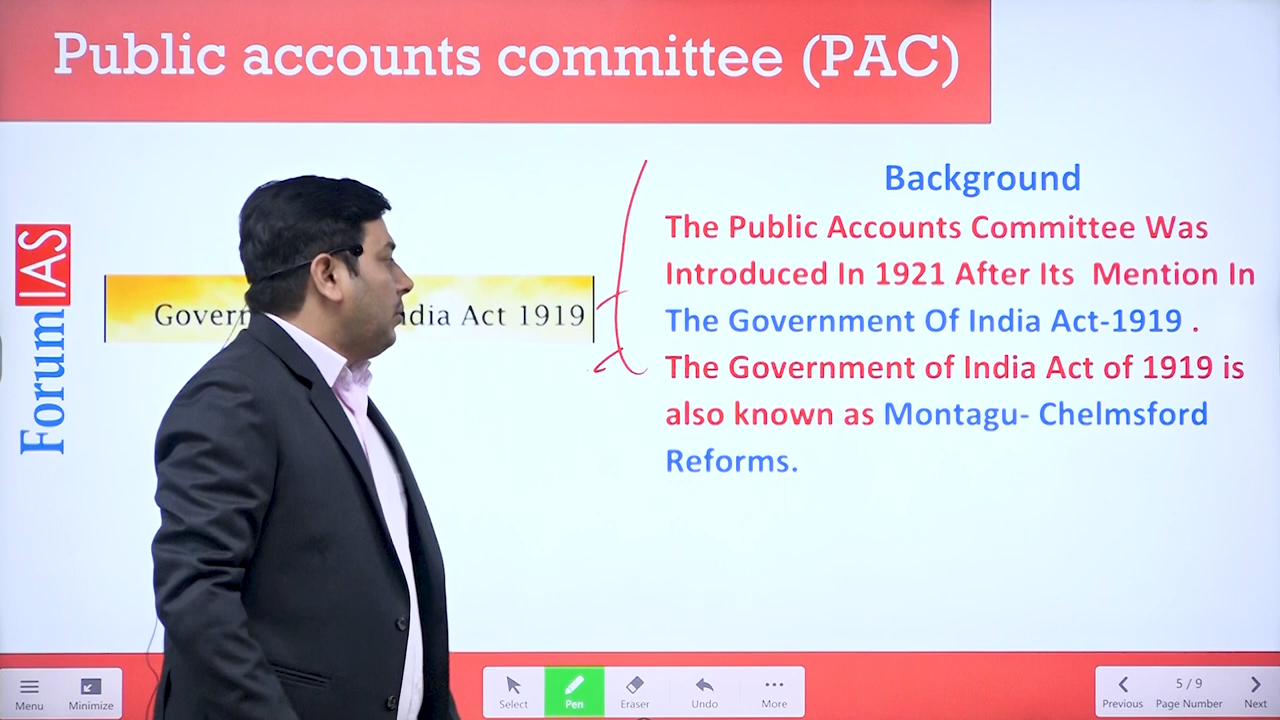 Public accounts committee (PAC)
Background
The Public Accounts Committee Was
Introduced In 1921 After Its Mention In
The Government Of India Act-1919 .
The Government of India Act of 1919 is
also known as Montagu- Chelmsford
Reforms.
ForumIAS
Govern ndia Act 1919
Menu
Minimize
Select
Pen
Eraser
Undo
More
Previous
5 / 9
Page Number
Next